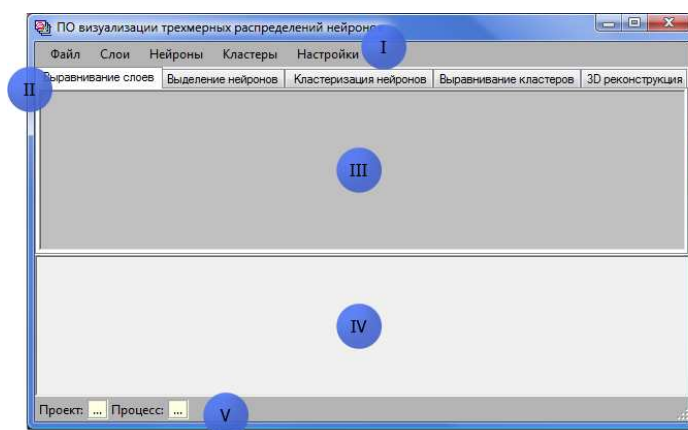 ПО визуализации трехмерных распределений нейроно
Файл Слои Нейроны Кластеры Настройки
I
II
Выравнивание слоев Выделение нейронов Кластеризация нейронов Выравнивание кластеров 3D реконструкция
III
IV
Проект: ... Процесс: ...
V